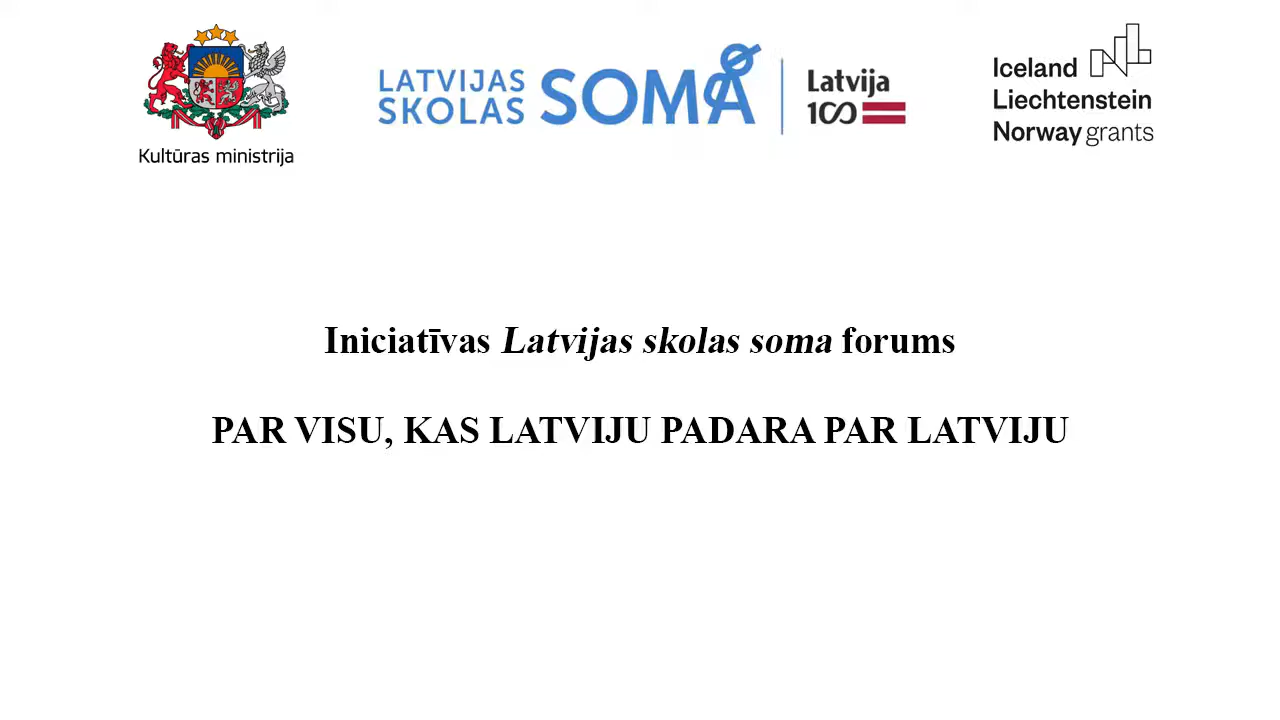 Kultūras ministrija
LATVIJAS
SKOLAS
SOMA
Latvija
100
Iceland
Liechtenstein
Norway grants
Iniciatīvas Latvijas skolas soma forums
PAR VISU, KAS LATVIJU PADARA PAR LATVIJU